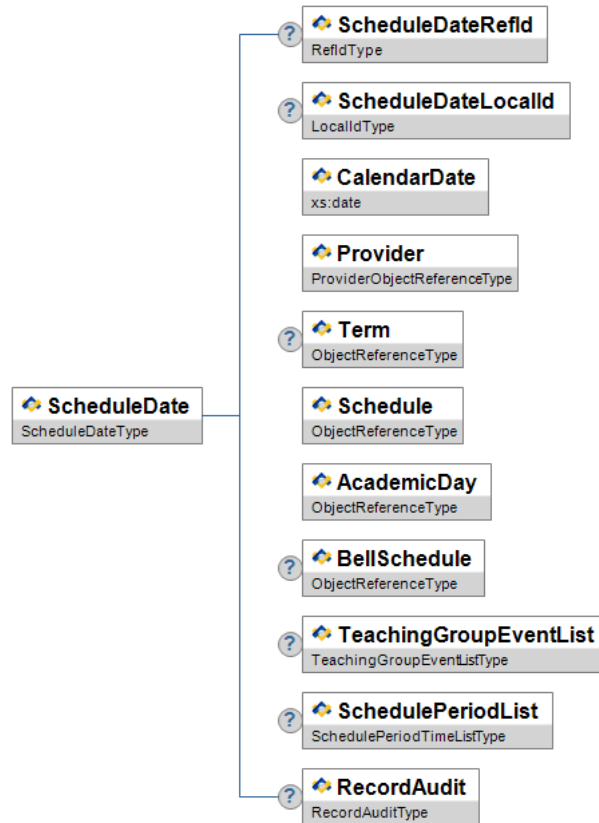 ? ScheduleDateRefId
RefIdType
? ScheduleDateLocalId
LocalIdType
CalendarDate
xs:date
Provider
ProviderObjectReferenceType
? Term
ObjectReferenceType
ScheduleDate
ScheduleDateType
Schedule
ObjectReferenceType
AcademicDay
ObjectReferenceType
? BellSchedule
ObjectReferenceType
? TeachingGroupEventList
TeachingGroupEventListType
? SchedulePeriodList
SchedulePeriodTimeListType
? RecordAudit
RecordAuditType